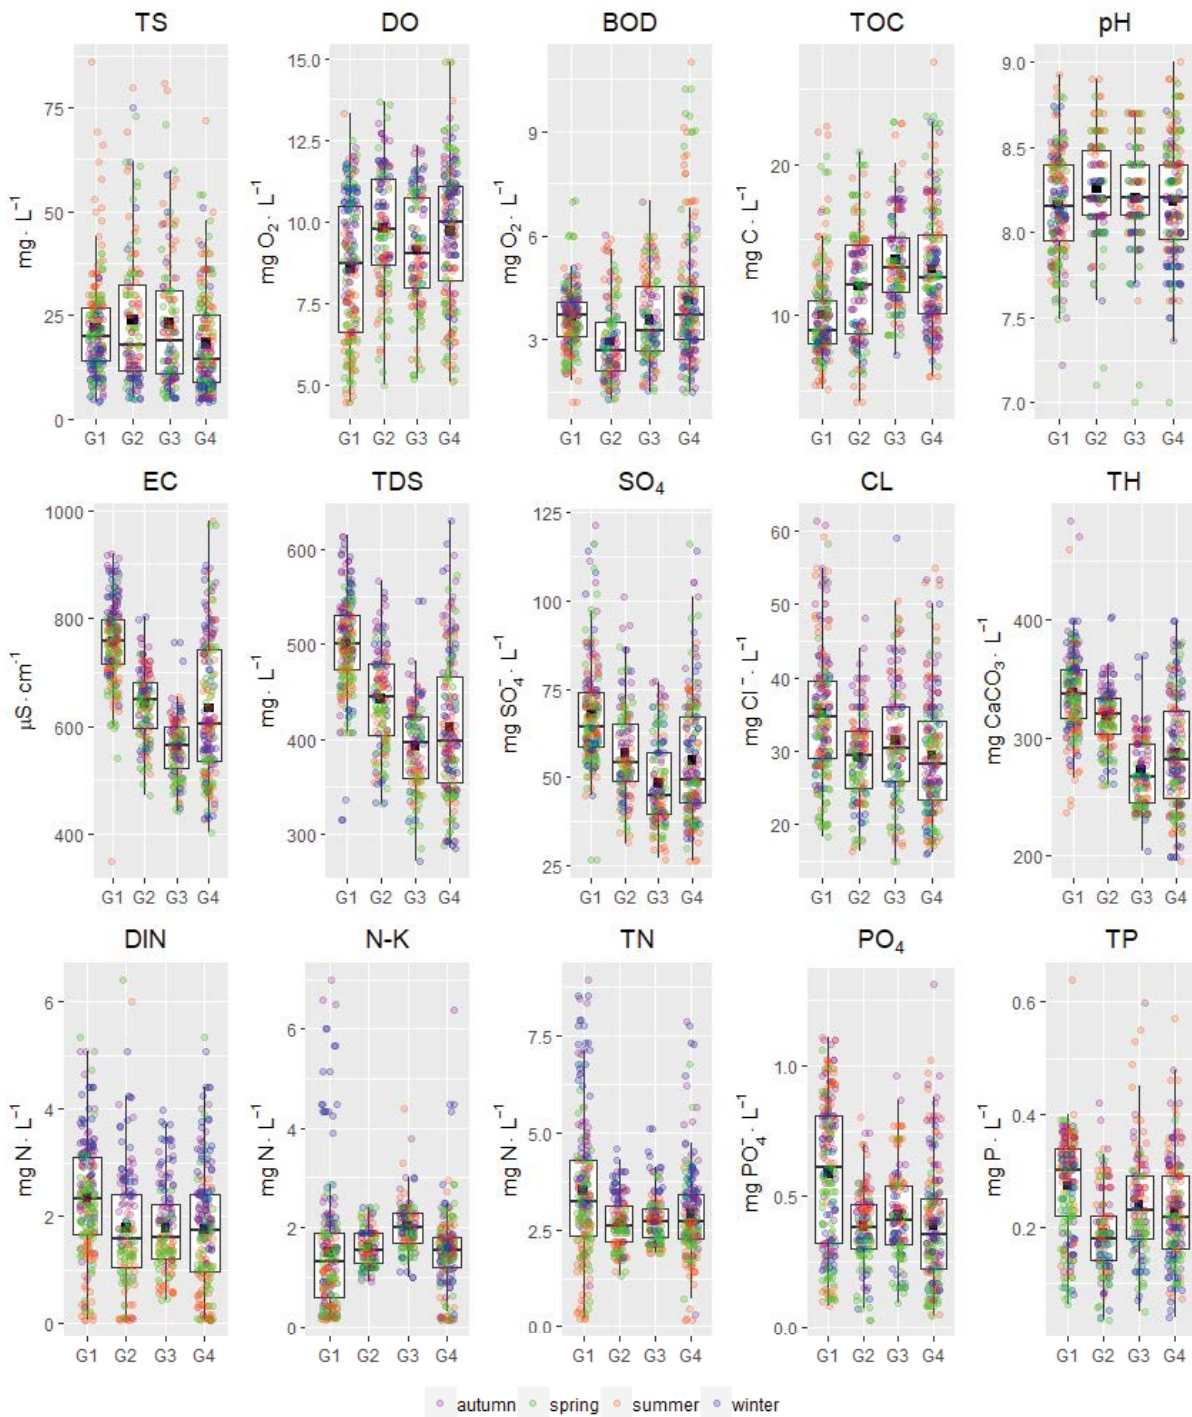 TS DO BOD TOC pH
mg · L⁻¹
75
50
25
0
G1 G2 G3 G4
mg O₂ · L⁻¹
15.0
12.5
10.0
7.5
5.0
G1 G2 G3 G4
mg O₂ · L⁻¹
9
6
3
G1 G2 G3 G4
mg C · L⁻¹
20
10
G1 G2 G3 G4
9.0
8.5
8.0
7.5
7.0
G1 G2 G3 G4
EC TDS SO₄ CL TH
μS · cm⁻¹
1000
800
600
400
G1 G2 G3 G4
mg · L⁻¹
600
500
400
300
G1 G2 G3 G4
mg SO₄⁻ · L⁻¹
125
100
75
50
25
G1 G2 G3 G4
mg Cl⁻ · L⁻¹
60
50
40
30
20
G1 G2 G3 G4
mg CaCO₃ · L⁻¹
400
300
200
G1 G2 G3 G4
DIN N-K TN PO₄ TP
mg N · L⁻¹
6
4
2
0
G1 G2 G3 G4
mg N · L⁻¹
6
4
2
0
G1 G2 G3 G4
mg N · L⁻¹
7.5
5.0
2.5
0.0
G1 G2 G3 G4
mg PO₄⁻ · L⁻¹
1.0
0.5
0.0
G1 G2 G3 G4
mg P · L⁻¹
0.6
0.4
0.2
G1 G2 G3 G4
autumn spring summer winter